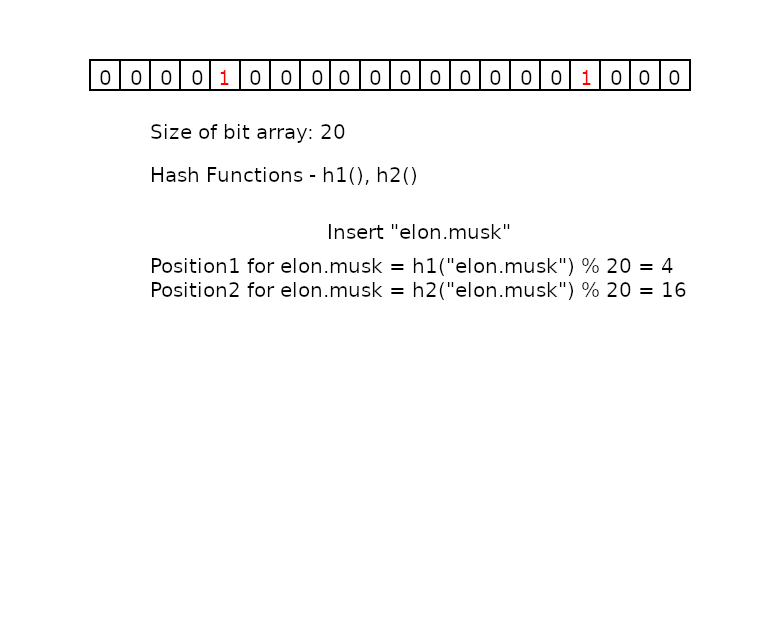 0 0 0 0 1 0 0 0 0 0 0 0 0 0 0 0 1 0 0 0
Size of bit array: 20
Hash Functions - h1(), h2()
Insert "elon.musk"
Position1 for elon.musk = h1("elon.musk") % 20 = 4
Position2 for elon.musk = h2("elon.musk") % 20 = 16